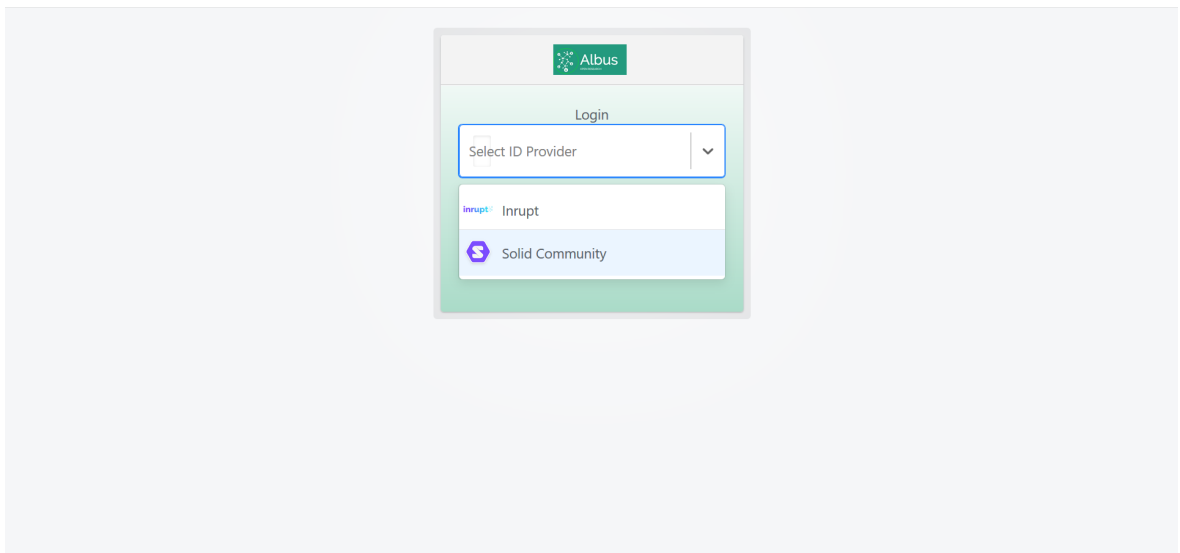 Albus
Login
Select ID Provider
inrupt Inrupt
Solid Community